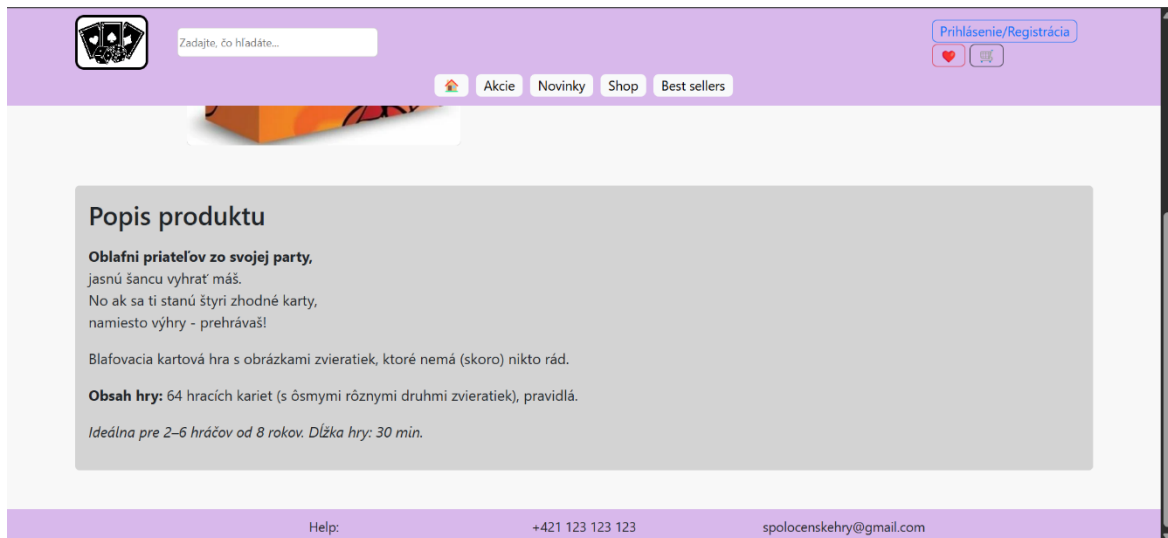 Zadajte, čo hľadáte...
Prihlásenie/Registrácia
Akcie Novinky Shop Best sellers
Popis produktu
Oblafni priateľov zo svojej party,
jasnú šancu vyhrať máš.
No ak sa ti stanú štyri zhodné karty,
namiesto výhry - prehrávaš!
Blafovacia kartová hra s obrázkami zvieratiek, ktoré nemá (skoro) nikto rád.
Obsah hry: 64 hracích kariet (s ôsmymi rôznymi druhmi zvieratiek), pravidlá.
Ideálna pre 2–6 hráčov od 8 rokov. Dĺžka hry: 30 min.
Help: +421 123 123 123 spolocenskehry@gmail.com